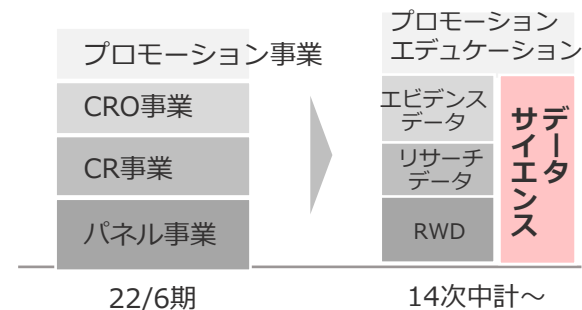 プロモーション事業
CRO事業
CR事業
パネル事業
22/6期
プロモーション
エデュケーション
エビデンス
データ
リサーチ
データ
RWD
データ
サイエンス
14次中計～